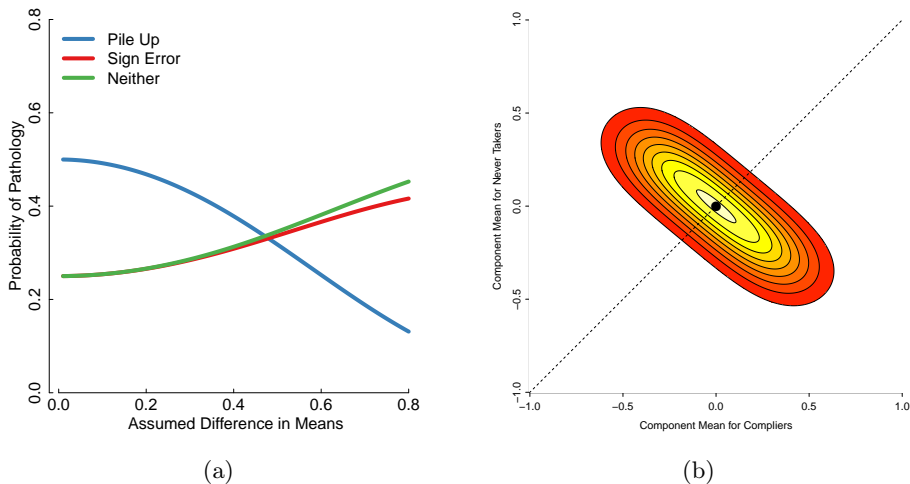 0.0 0.2 0.4 0.6 0.8
Probability of Pathology
Pile Up
Sign Error
Neither
0.0 0.2 0.4 0.6 0.8
Assumed Difference in Means
(a)
−1.0 −0.5 0.0 0.5 1.0
Component Mean for Never Takers
−1.0 −0.5 0.0 0.5 1.0
Component Mean for Compliers
(b)